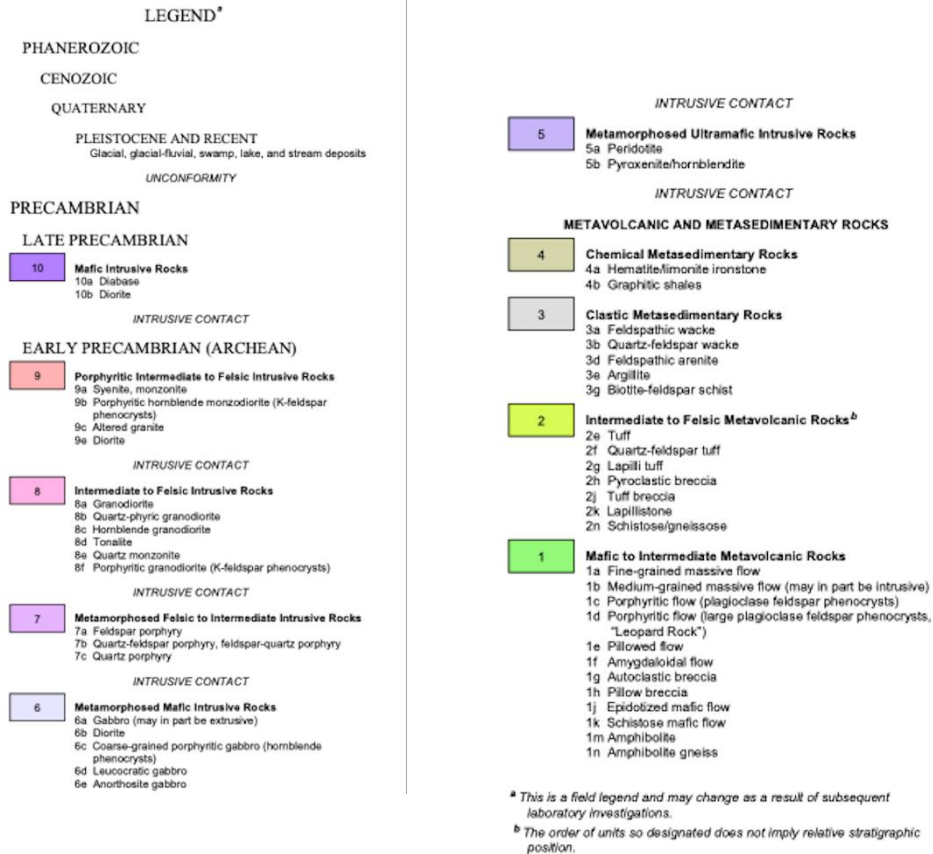 LEGENDa
PHANEROZOIC
CENOZOIC
QUATERNARY
PLEISTOCENE AND RECENT
Glacial, glacial-fluvial, swamp, lake, and stream deposits
UNCONFORMITY
PRECAMBRIAN
LATE PRECAMBRIAN
10 Mafic Intrusive Rocks
10a Diabase
10b Diorite
INTRUSIVE CONTACT
EARLY PRECAMBRIAN (ARCHEAN)
9 Porphyritic Intermediate to Felsic Intrusive Rocks
9a Syenite, monzonite
9b Porphyritic hornblende monzodiorite (K-feldspar
phenocrysts)
9c Altered granite
9e Diorite
INTRUSIVE CONTACT
8 Intermediate to Felsic Intrusive Rocks
8a Granodiorite
8b Quartz-phyric granodiorite
8c Hornblende granodiorite
8d Tonalite
8e Quartz monzonite
8f Porphyritic granodiorite (K-feldspar phenocrysts)
INTRUSIVE CONTACT
7 Metamorphosed Felsic to Intermediate Intrusive Rocks
7a Feldspar porphyry
7b Quartz-feldspar porphyry, feldspar-quartz porphyry
7c Quartz porphyry
INTRUSIVE CONTACT
6 Metamorphosed Mafic Intrusive Rocks
6a Gabbro (may in part be extrusive)
6b Diorite
6c Coarse-grained porphyritic gabbro (hornblende
phenocrysts)
6d Leucocratic gabbro
6e Anorthosite gabbro
INTRUSIVE CONTACT
5 Metamorphosed Ultramafic Intrusive Rocks
5a Peridotite
5b Pyroxenite/hornblendite
INTRUSIVE CONTACT
METAVOLCANIC AND METASEDIMENTARY ROCKS
4 Chemical Metasedimentary Rocks
4a Hematite/limonite ironstone
4b Graphitic shales
3 Clastic Metasedimentary Rocks
3a Feldspathic wacke
3b Quartz-feldspar wacke
3d Feldspathic arenite
3e Argillite
3g Biotite-feldspar schist
2 Intermediate to Felsic Metavolcanic Rocksb
2e Tuff
2f Quartz-feldspar tuff
2g Lapilli tuff
2h Pyroclastic breccia
2j Tuff breccia
2k Lapillistone
2n Schistose/gneissose
1 Mafic to Intermediate Metavolcanic Rocks
1a Fine-grained massive flow
1b Medium-grained massive flow (may in part be intrusive)
1c Porphyritic flow (plagioclase feldspar phenocrysts)
1d Porphyritic flow (large plagioclase feldspar phenocrysts,
"Leopard Rock")
1e Pillowed flow
1f Amygdaloidal flow
1g Autoclastic breccia
1h Pillow breccia
1j Epidotized mafic flow
1k Schistose mafic flow
1m Amphibolite
1n Amphibolite gneiss
a This is a field legend and may change as a result of subsequent
laboratory investigations.
b The order of units so designated does not imply relative stratigraphic
position.